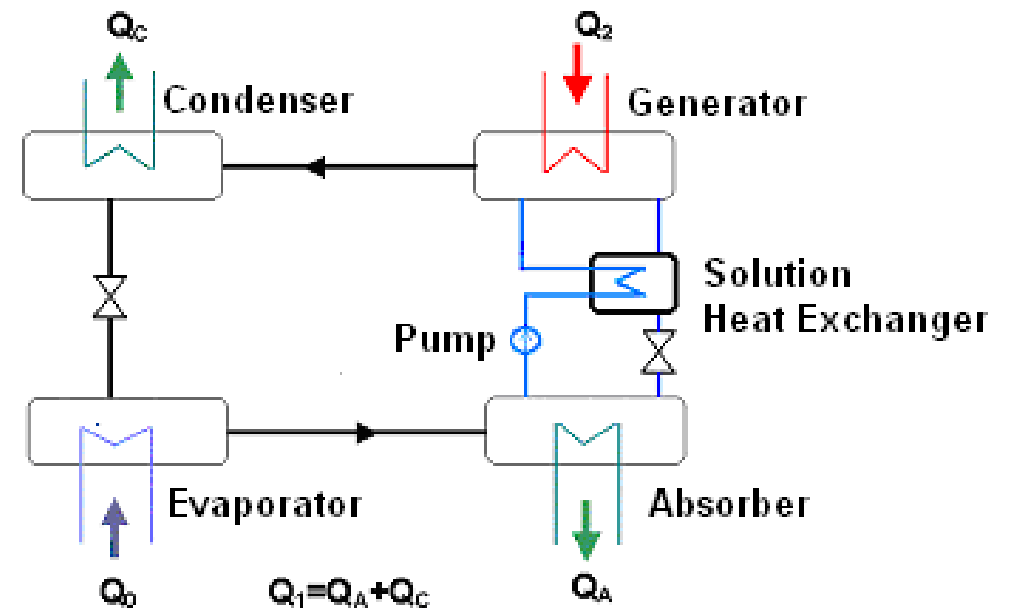 Qc
Q2
Condenser
Generator
Solution
Heat Exchanger
Pump
Evaporator
Absorber
Q0
Q1=QA+QC
QA